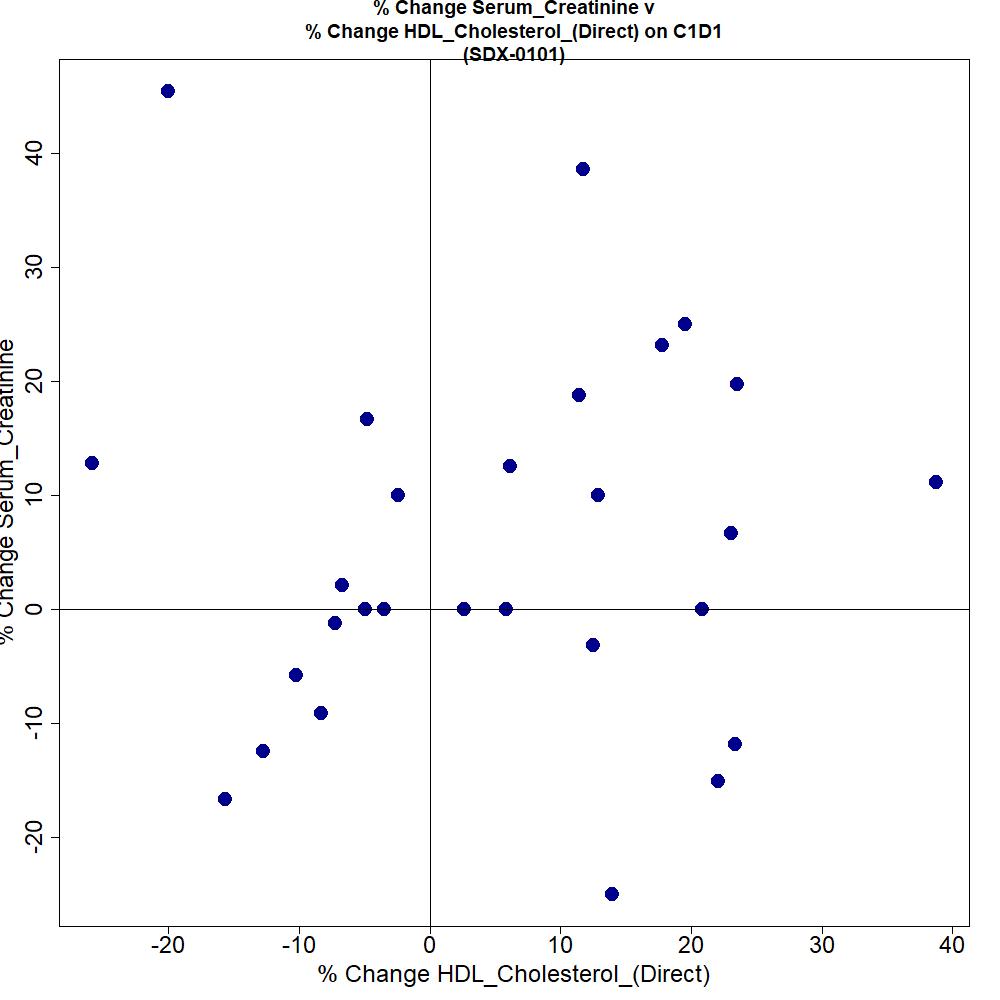 % Change Serum_Creatinine v
% Change HDL_Cholesterol_(Direct) on C1D1
(SDX-0101)
% Change Serum_Creatinine
40
30
20
10
0
-10
-20
-20 -10 0 10 20 30 40
% Change HDL_Cholesterol_(Direct)